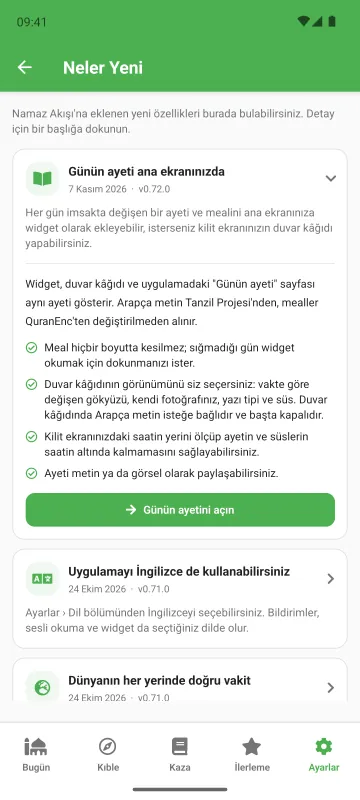 09:41
Neler Yeni
Namaz Akışı'na eklenen yeni özellikleri burada bulabilirsiniz. Detay
için bir başlığa dokunun.
Günün ayeti ana ekranınızda
7 Kasım 2026 · v0.72.0
Her gün imsakta değişen bir ayeti ve mealini ana ekranınıza
widget olarak ekleyebilir, isterseniz kilit ekranınızın duvar kâğıdı
yapabilirsiniz.
Widget, duvar kâğıdı ve uygulamadaki "Günün ayeti" sayfası
aynı ayeti gösterir. Arapça metin Tanzil Projesi'nden, mealler
QuranEnc'ten değiştirilmeden alınır.
Meal hiçbir boyutta kesilmez; sığmadığı gün widget
okumak için dokunmanızı ister.
Duvar kâğıdının görünümünü siz seçersiniz: vakte göre
değişen gökyüzü, kendi fotoğrafınız, yazı tipi ve süs. Duvar
kâğıdında Arapça metin isteğe bağlıdır ve başta kapalıdır.
Kilit ekranınızdaki saatin yerini ölçüp ayetin ve süslerin
saatin altında kalmamasını sağlayabilirsiniz.
Ayeti metin ya da görsel olarak paylaşabilirsiniz.
Günün ayetini açın
Uygulamayı İngilizce de kullanabilirsiniz
24 Ekim 2026 · v0.71.0
Ayarlar › Dil bölümünden İngilizceyi seçebilirsiniz. Bildirimler,
sesli okuma ve widget da seçtiğiniz dilde olur.
Dünyanın her yerinde doğru vakit
24 Ekim 2026 · v0.71.0
Bugün
Kıble
Kaza
İlerleme
Ayarlar